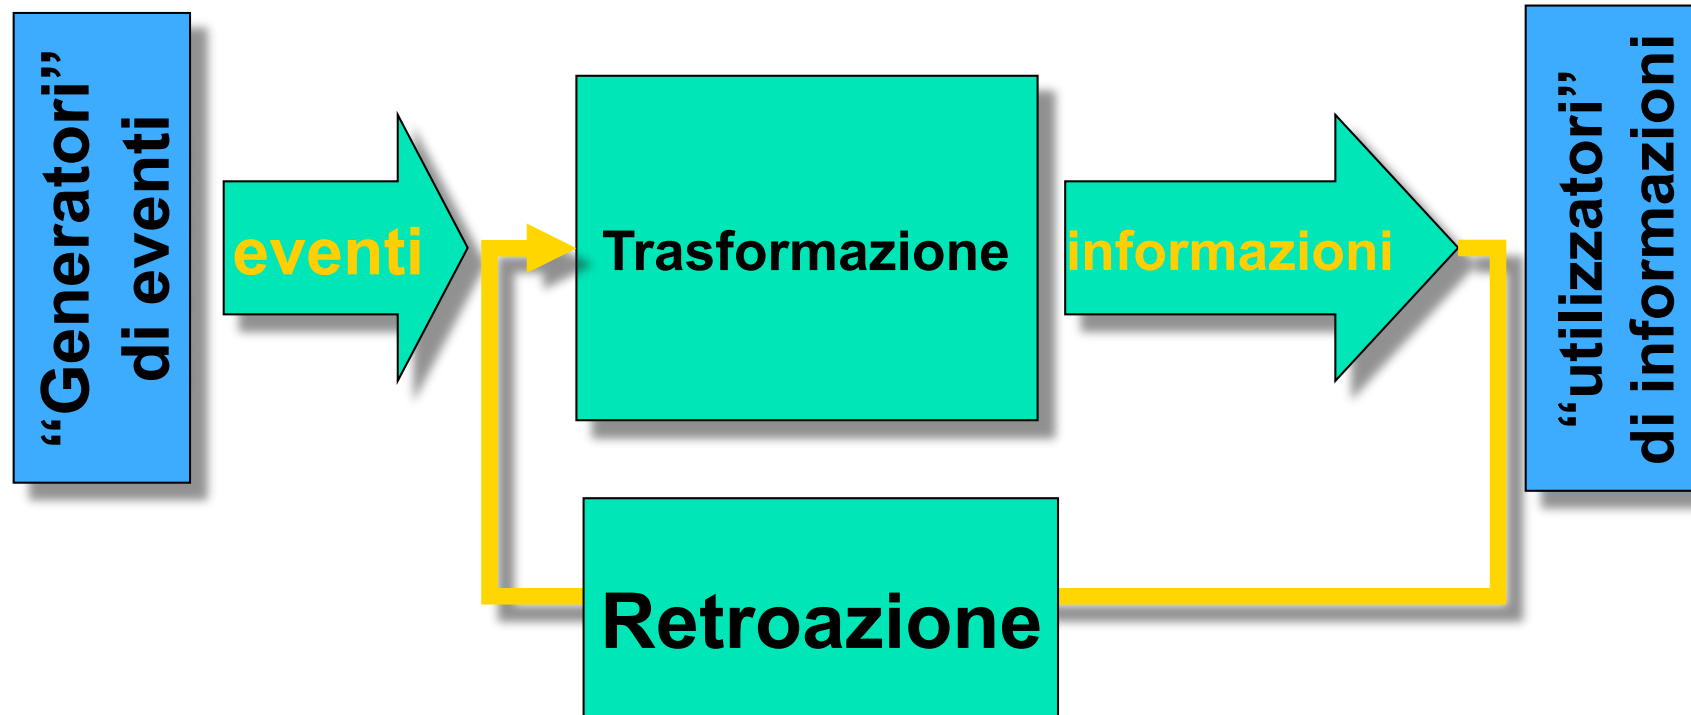 “Generatori”
di eventi
eventi
Trasformazione
informazioni
“utilizzatori”
di informazioni
Retroazione